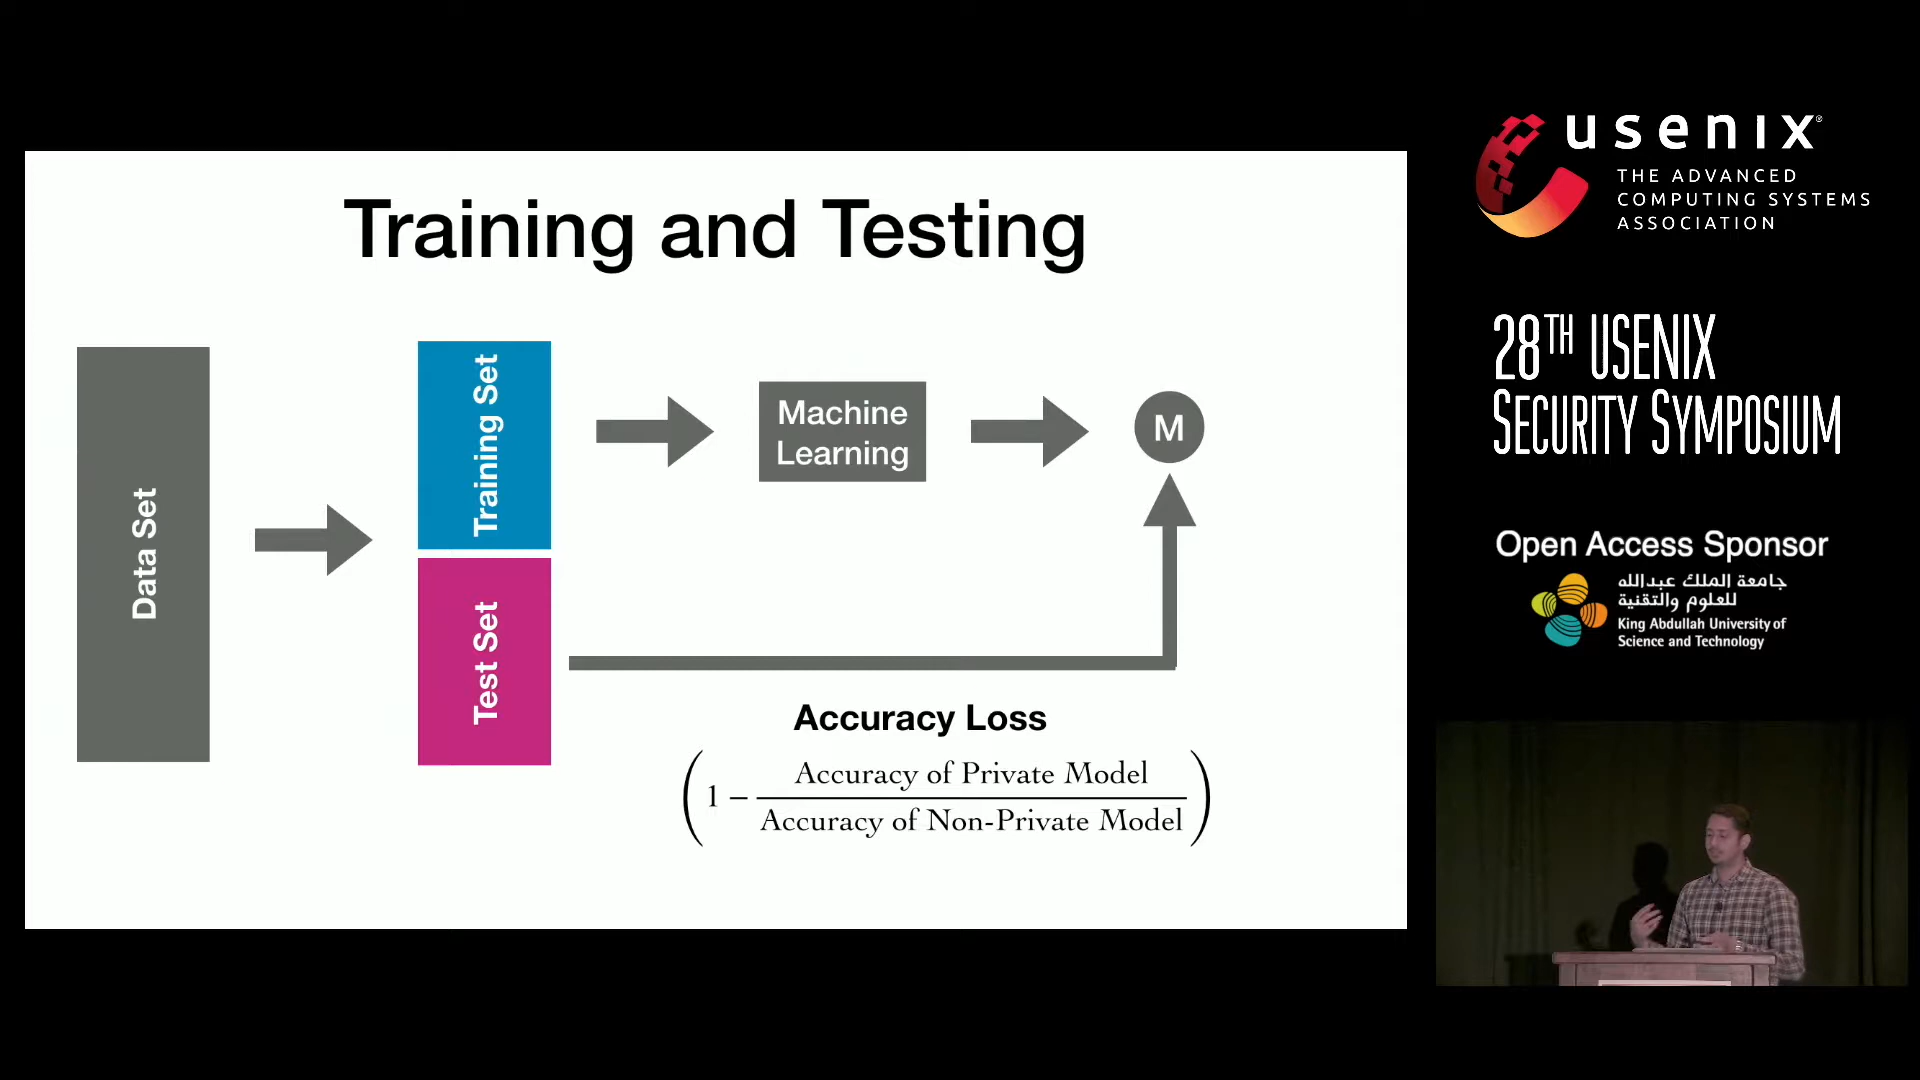 Training and Testing
Data Set
Training Set
Test Set
Machine
Learning
M
Accuracy Loss
(1 − Accuracy of Private Model / Accuracy of Non-Private Model)
usenix®
THE ADVANCED
COMPUTING SYSTEMS
ASSOCIATION
28TH USENIX
SECURITY SYMPOSIUM
Open Access Sponsor
جامعة الملك عبدالله
للعلوم والتقنية
King Abdullah University of
Science and Technology